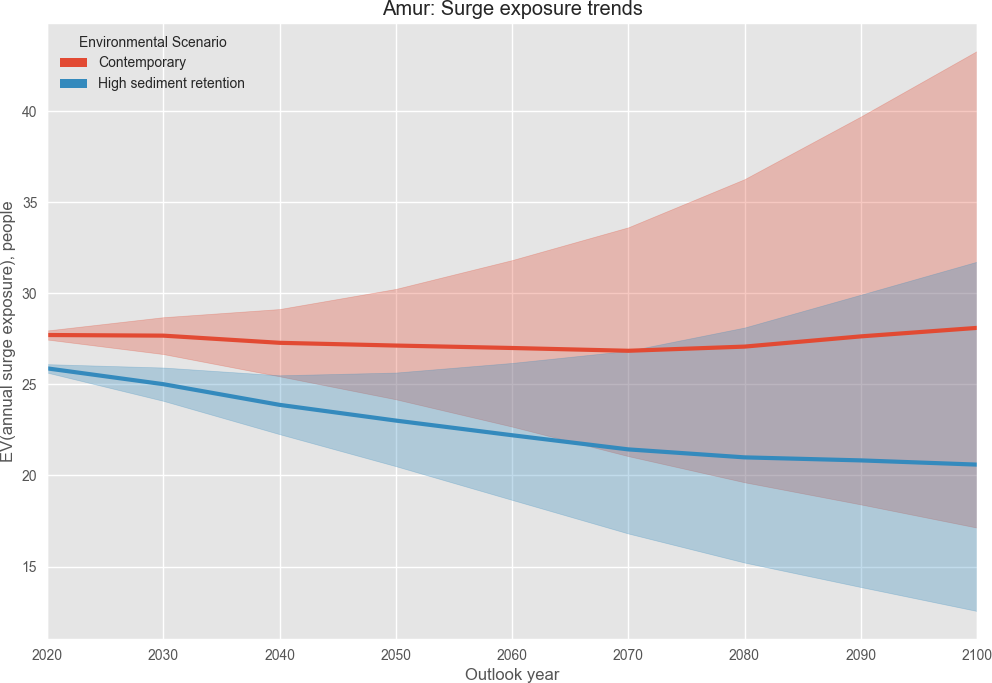 Amur: Surge exposure trends
Environmental Scenario
Contemporary
High sediment retention
40
35
30
25
20
15
EV(annual surge exposure), people
2020 2030 2040 2050 2060 2070 2080 2090 2100
Outlook year